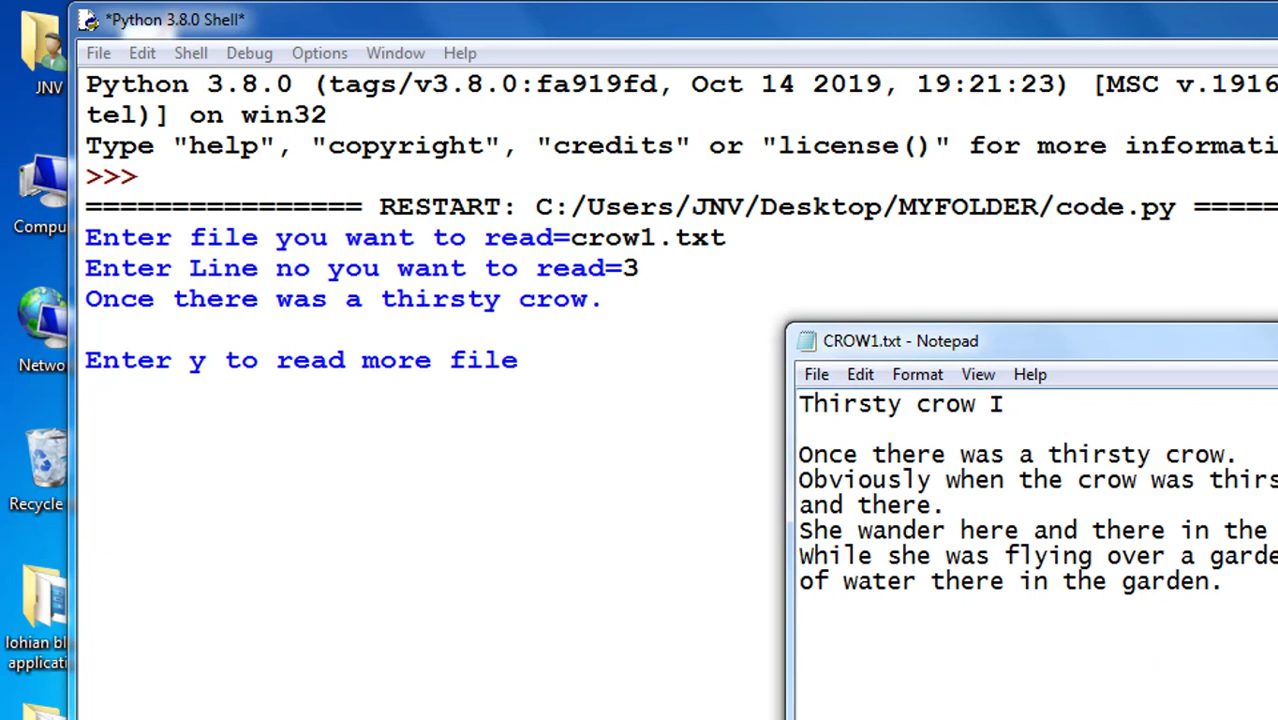 *Python 3.8.0 Shell*
File Edit Shell Debug Options Window Help
Python 3.8.0 (tags/v3.8.0:fa919fd, Oct 14 2019, 19:21:23) [MSC v.1916
tel)] on win32
Type "help", "copyright", "credits" or "license()" for more informati
>>>
================ RESTART: C:/Users/JNV/Desktop/MYFOLDER/code.py =====
Enter file you want to read=crow1.txt
Enter Line no you want to read=3
Once there was a thirsty crow.
Enter y to read more file
CROW1.txt - Notepad
File Edit Format View Help
Thirsty crow I
Once there was a thirsty crow.
Obviously when the crow was thirs
and there.
She wander here and there in the
While she was flying over a garde
of water there in the garden.
JNV
Compu
Netwo
Recycle
lohian bl
applicati